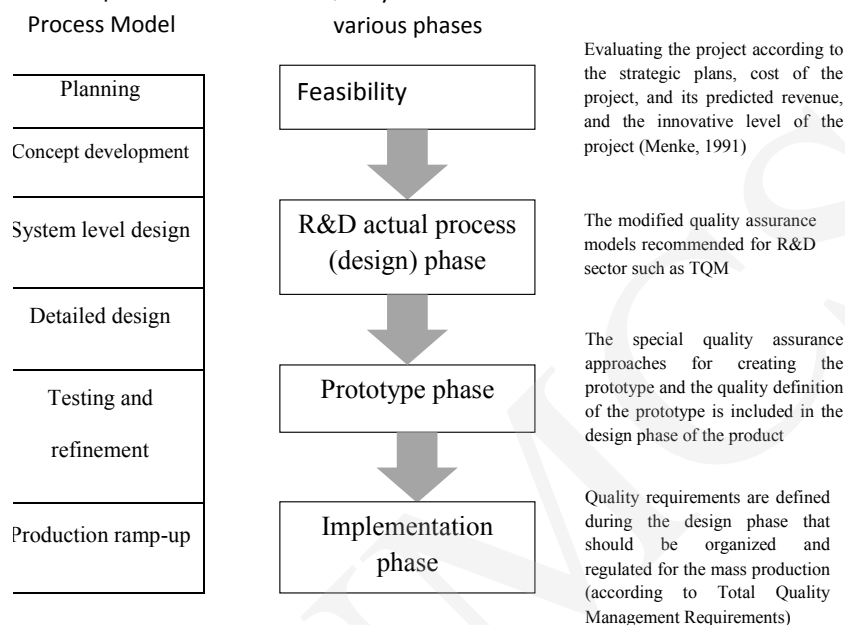 Process Model
various phases
Planning
Concept development
System level design
Detailed design
Testing and
refinement
Production ramp-up
Feasibility
R&D actual process
(design) phase
Prototype phase
Implementation
phase
Evaluating the project according to
the strategic plans, cost of the
project, and its predicted revenue,
and the innovative level of the
project (Menke, 1991)
The modified quality assurance
models recommended for R&D
sector such as TQM
The special quality assurance
approaches for creating the
prototype and the quality definition
of the prototype is included in the
design phase of the product
Quality requirements are defined
during the design phase that
should be organized and
regulated for the mass production
(according to Total Quality
Management Requirements)